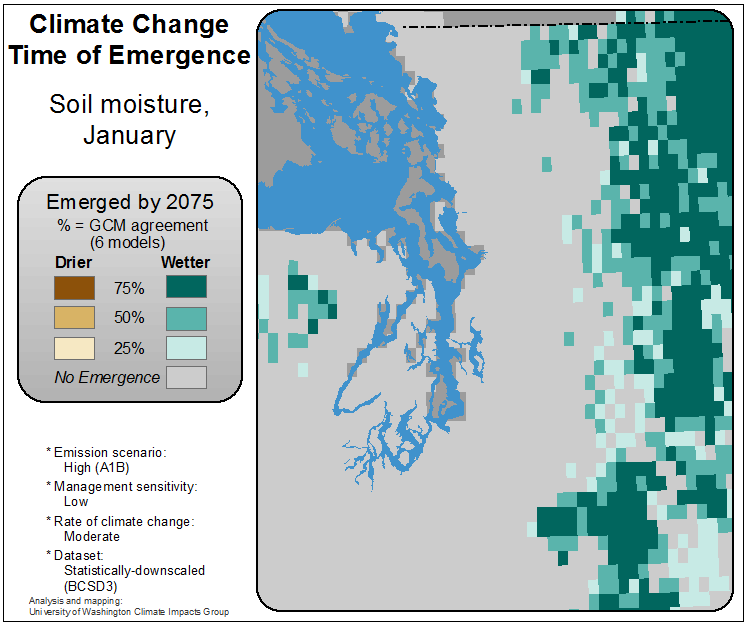 Climate Change
Time of Emergence
Soil moisture,
January
Emerged by 2075
% = GCM agreement
(6 models)
Drier Wetter
75%
50%
25%
No Emergence
* Emission scenario:
High (A1B)
* Management sensitivity:
Low
* Rate of climate change:
Moderate
* Dataset:
Statistically-downscaled
(BCSD3)
Analysis and mapping:
University of Washington Climate Impacts Group